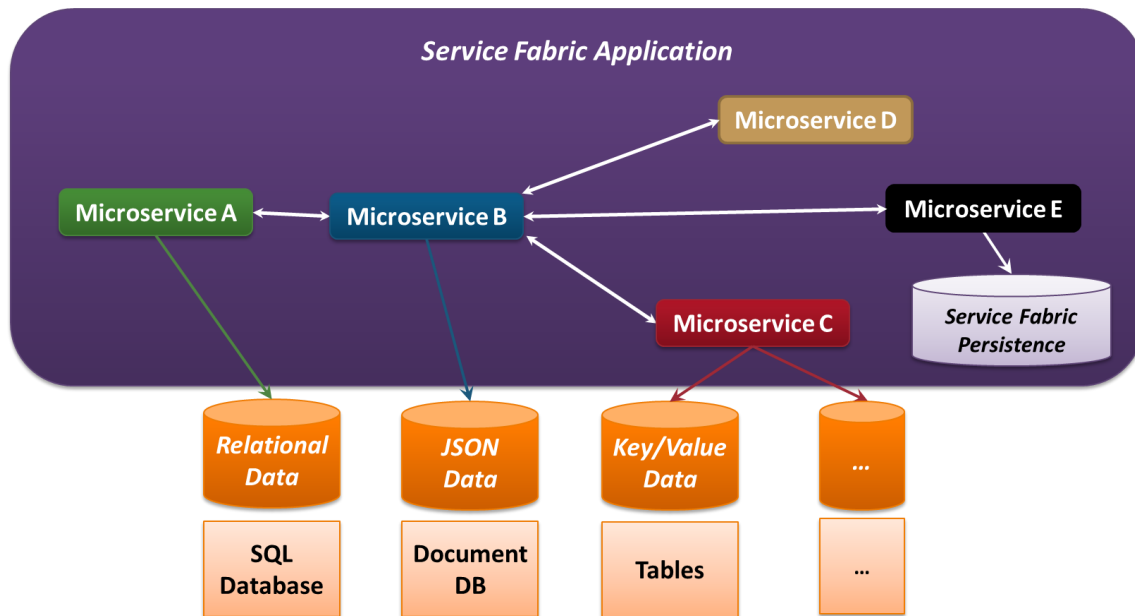 Service Fabric Application
Microservice D
Microservice A
Microservice B
Microservice E
Microservice C
Service Fabric
Persistence
Relational
Data
JSON
Data
Key/Value
Data
...
SQL
Database
Document
DB
Tables
...